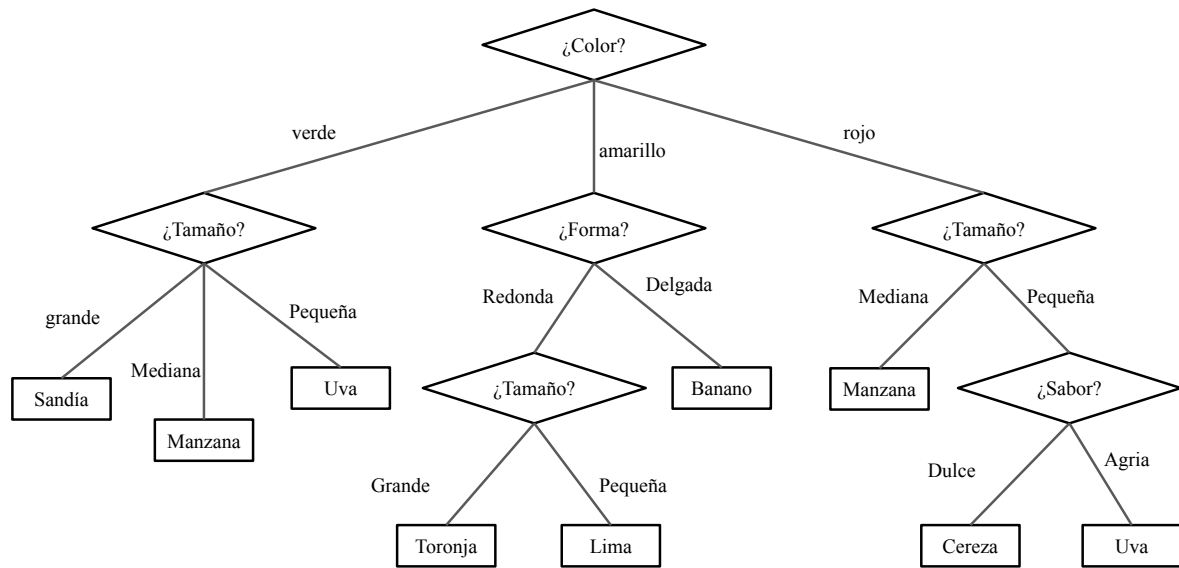 ¿Color?
verde
amarillo
rojo
¿Tamaño?
¿Forma?
¿Tamaño?
grande
Mediana
Pequeña
Redonda
Delgada
Mediana
Pequeña
Sandía
Manzana
Uva
¿Tamaño?
Banano
Manzana
¿Sabor?
Grande
Pequeña
Dulce
Agria
Toronja
Lima
Cereza
Uva